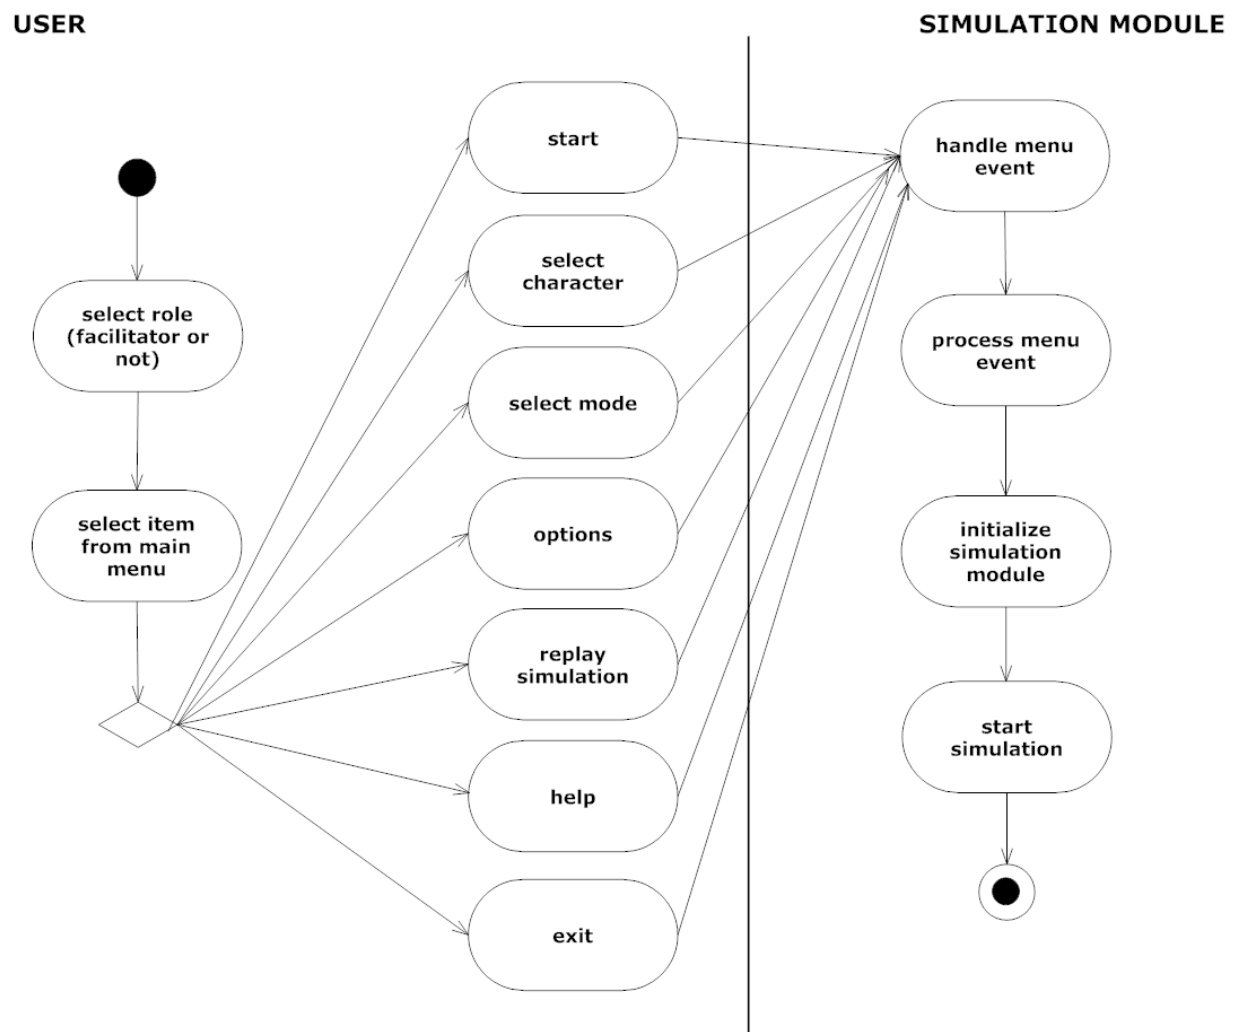 USER
SIMULATION MODULE
start
handle menu
event
select
character
select role
(facilitator or
not)
process menu
event
select mode
select item
from main
menu
options
initialize
simulation
module
replay
simulation
start
simulation
help
exit